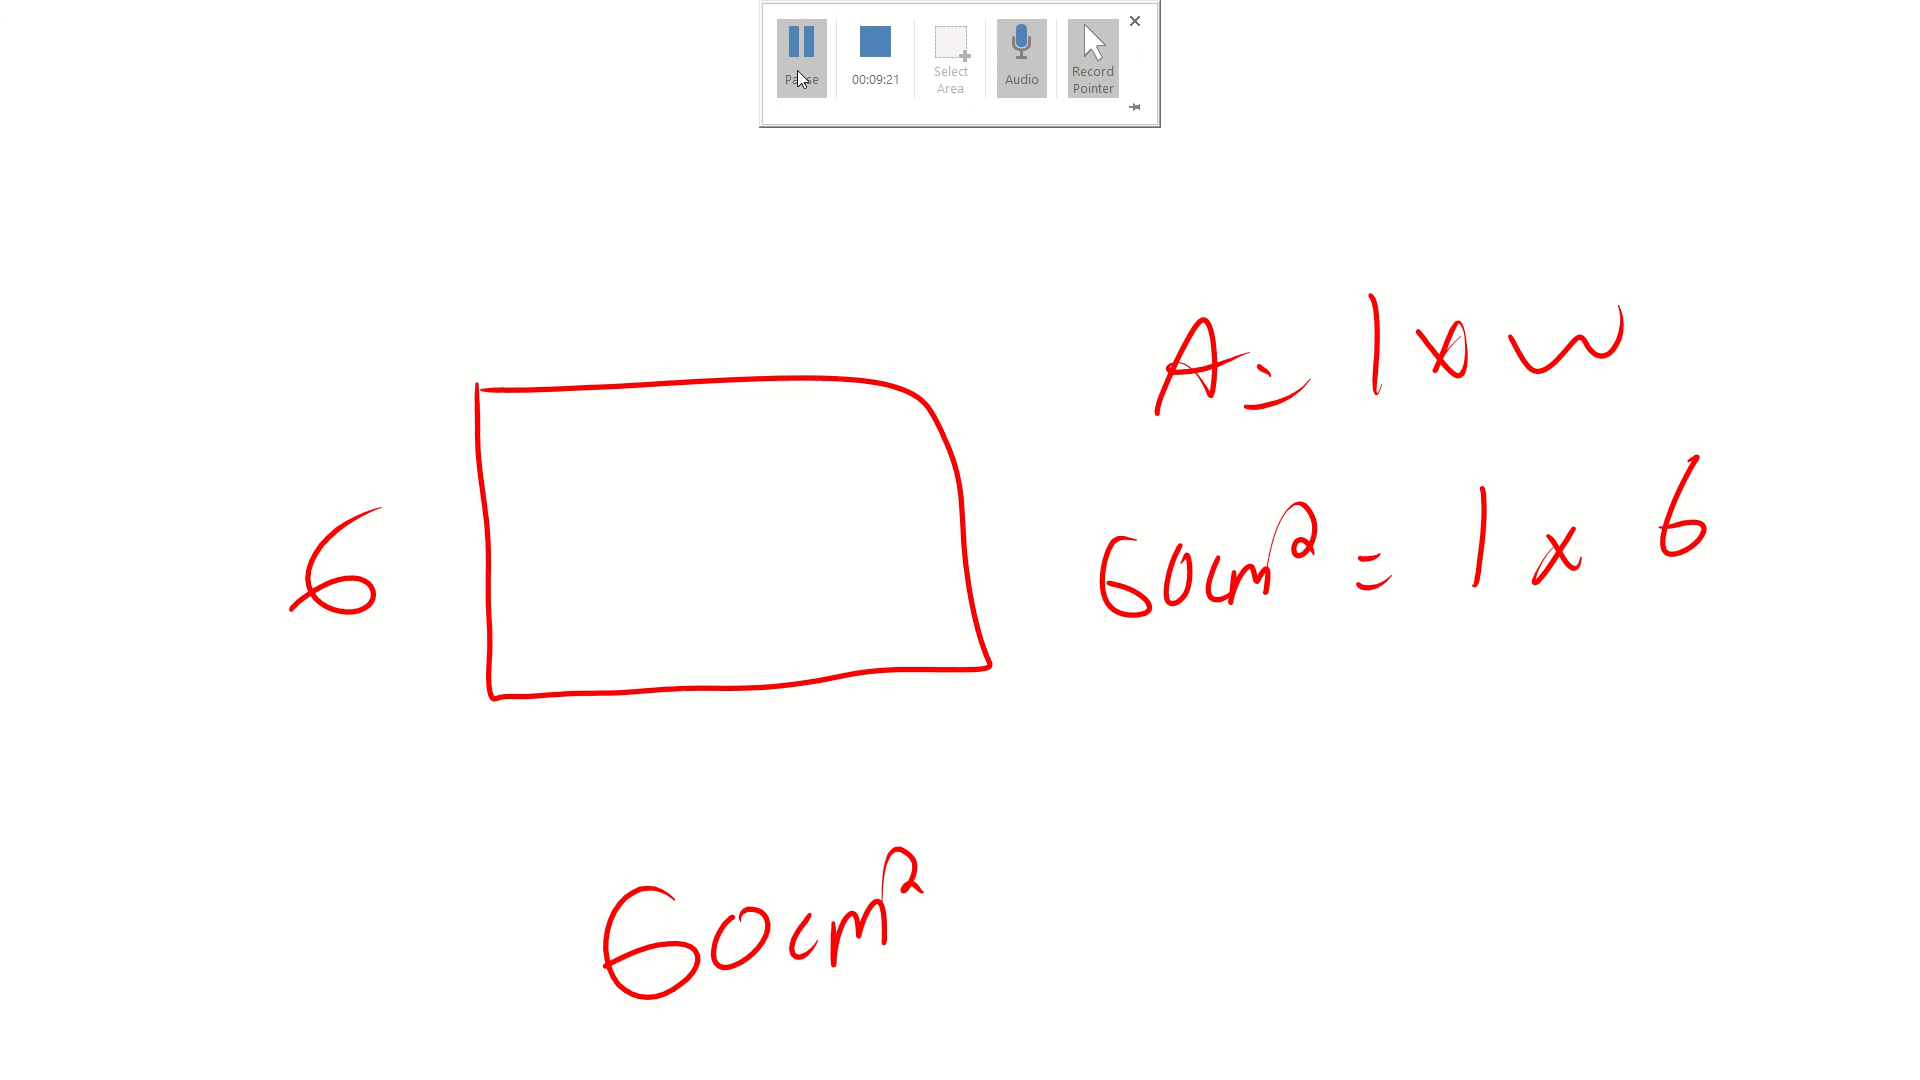 Pause
00:09:21
Select
Area
Audio
Record
Pointer
A = l x w
6
60cm² = l x 6
60cm²